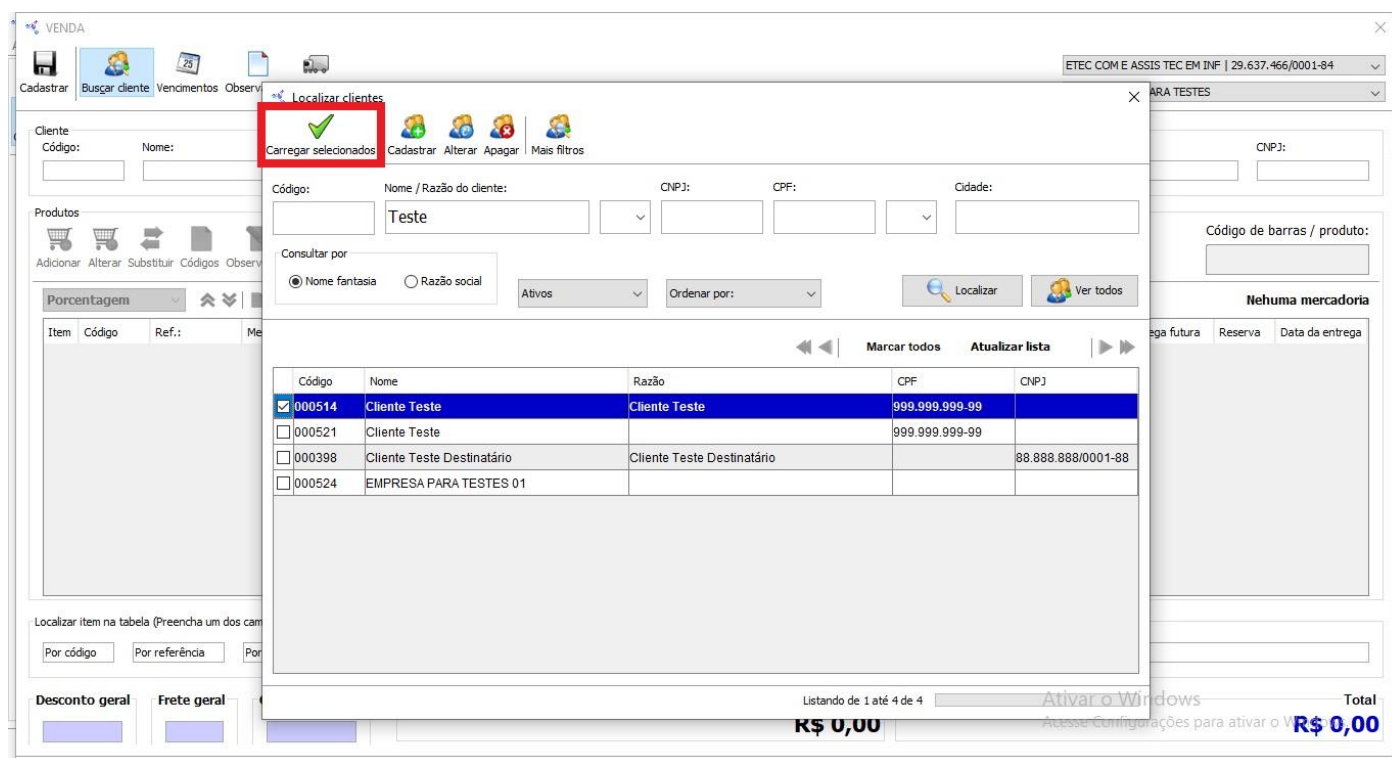 VENDA
Cadastrar Busçar cliente Vencimentos Observ
ETEC COM E ASSIS TEC EM INF | 29.637.466/0001-84
ARA TESTES
Cliente
Código: Nome: CNPJ:
Produtos
Adicionar Alterar Substituir Códigos Observ
Código de barras / produto:
Porcentagem
Nehuma mercadoria
Item Código Ref.: Me
ega futura Reserva Data da entrega
Localizar clientes
Carregar selecionados Cadastrar Alterar Apagar Mais filtros
Código: Nome / Razão do cliente: CNPJ: CPF: Cidade:
Teste
Consultar por
Nome fantasia Razão social Ativos Ordenar por: Localizar Ver todos
Marcar todos Atualizar lista
Código Nome Razão CPF CNPJ
000514 Cliente Teste Cliente Teste 999.999.999-99
000521 Cliente Teste 999.999.999-99
000398 Cliente Teste Destinatário Cliente Teste Destinatário 88.888.888/0001-88
000524 EMPRESA PARA TESTES 01
Listando de 1 até 4 de 4
Localizar item na tabela (Preencha um dos cam
Por código Por referência Por
Desconto geral Frete geral
Total
R$ 0,00
R$ 0,00
Ativar o Windows
Acesse Configurações para ativar o Windows.